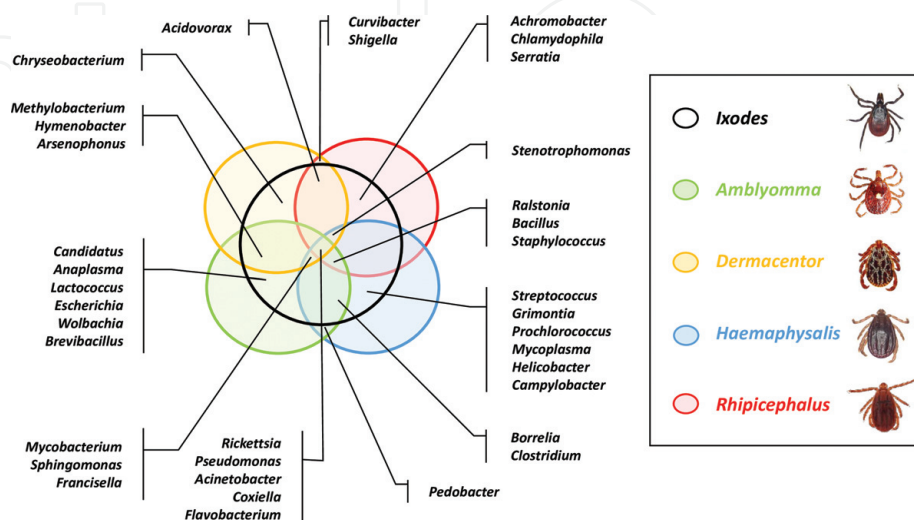 Acidovorax
Curvibacter
Shigella
Achromobacter
Chlamydophila
Serratia
Chryseobacterium
Methylobacterium
Hymenobacter
Arsenophonus
Stenotrophomonas
Ralstonia
Bacillus
Staphylococcus
Candidatus
Anaplasma
Lactococcus
Escherichia
Wolbachia
Brevibacillus
Streptococcus
Grimontia
Prochlorococcus
Mycoplasma
Helicobacter
Campylobacter
Mycobacterium
Sphingomonas
Francisella
Rickettsia
Pseudomonas
Acinetobacter
Coxiella
Flavobacterium
Borrelia
Clostridium
Pedobacter
Ixodes
Amblyomma
Dermacentor
Haemaphysalis
Rhipicephalus